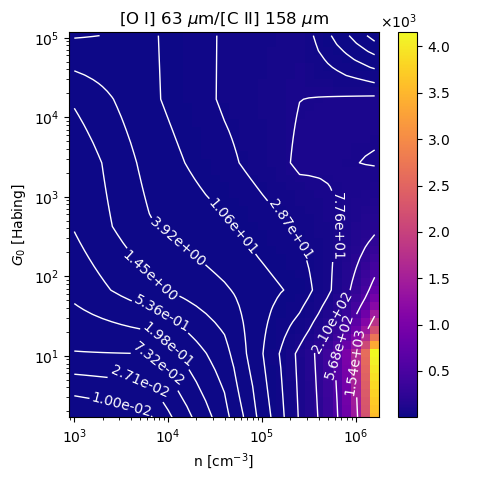 [O I] 63 μm/[C II] 158 μm
×10³
10⁵
10⁴
10³
10²
10¹
G₀ [Habing]
3.92e+00
1.06e+01
2.87e+01
7.76e+01
1.45e+00
5.36e-01
1.98e-01
7.32e-02
2.71e-02
1.00e-02
2.10e+02
5.68e+02
1.54e+03
4.0
3.5
3.0
2.5
2.0
1.5
1.0
0.5
10³ 10⁴ 10⁵ 10⁶
n [cm⁻³]